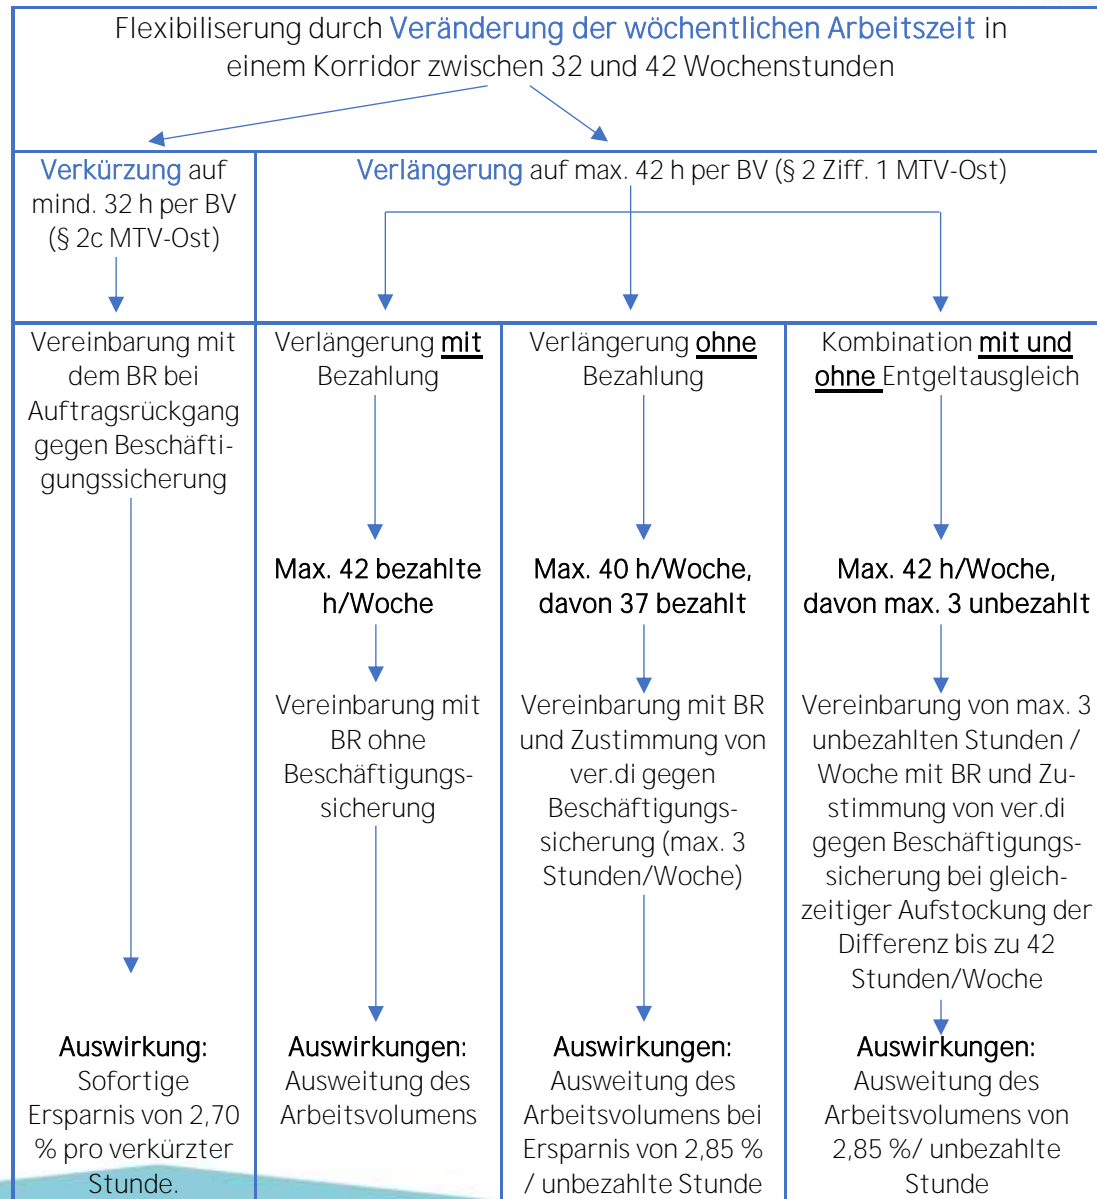 Flexibiliserung durch Veränderung der wöchentlichen Arbeitszeit in
einem Korridor zwischen 32 und 42 Wochenstunden
Verkürzung auf
mind. 32 h per BV
(§ 2c MTV-Ost)
Verlängerung auf max. 42 h per BV (§ 2 Ziff. 1 MTV-Ost)
Vereinbarung mit
dem BR bei
Auftragsrückgang
gegen Beschäfti-
gungssicherung
Auswirkung:
Sofortige
Ersparnis von 2,70
% pro verkürzter
Stunde.
Verlängerung mit
Bezahlung
Max. 42 bezahlte
h/Woche
Vereinbarung mit
BR ohne
Beschäftigungs-
sicherung
Auswirkungen:
Ausweitung des
Arbeitsvolumens
Verlängerung ohne
Bezahlung
Max. 40 h/Woche,
davon 37 bezahlt
Vereinbarung mit BR
und Zustimmung von
ver.di gegen
Beschäftigungs-
sicherung (max. 3
Stunden/Woche)
Auswirkungen:
Ausweitung des
Arbeitsvolumens bei
Ersparnis von 2,85 %
/ unbezahlte Stunde
Kombination mit und
ohne Entgeltausgleich
Max. 42 h/Woche,
davon max. 3 unbezahlt
Vereinbarung von max. 3
unbezahlten Stunden /
Woche mit BR und Zu-
stimmung von ver.di
gegen Beschäftigungs-
sicherung bei gleich-
zeitiger Aufstockung der
Differenz bis zu 42
Stunden/Woche
Auswirkungen:
Ausweitung des
Arbeitsvolumens von
2,85 %/ unbezahlte
Stunde